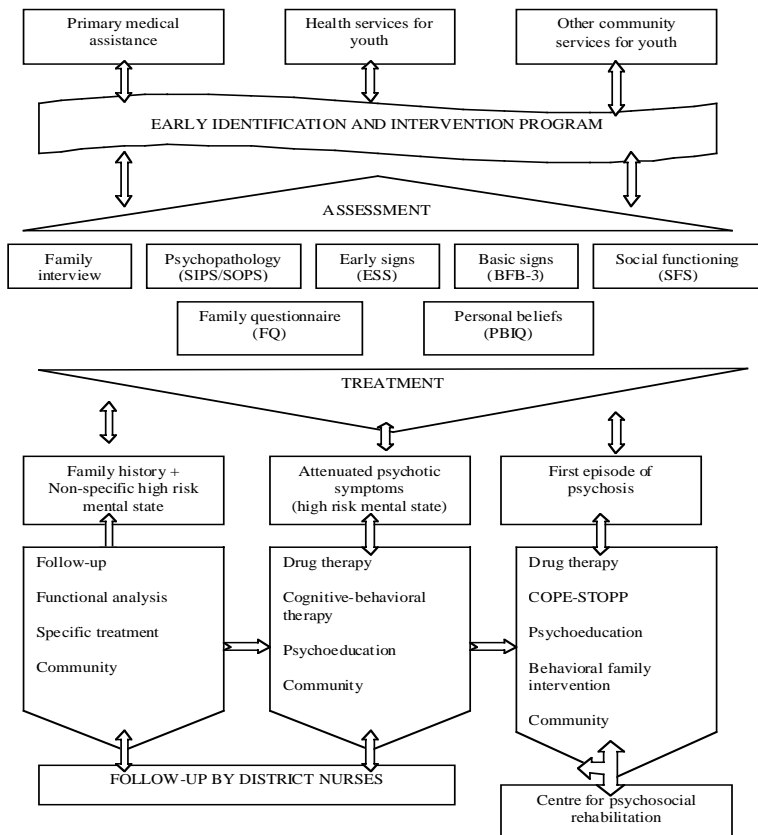 Primary medical
assistance
Health services for
youth
Other community
services for youth
EARLY IDENTIFICATION AND INTERVENTION PROGRAM
ASSESSMENT
Family
interview
Psychopathology
(SIPS/SOPS)
Early signs
(ESS)
Basic signs
(BFB-3)
Social functioning
(SFS)
Family questionnaire
(FQ)
Personal beliefs
(PBIQ)
TREATMENT
Family history +
Non-specific high risk
mental state
Attenuated psychotic
symptoms
(high risk mental state)
First episode of
psychosis
Follow-up
Functional analysis
Specific treatment
Community
Drug therapy
Cognitive-behavioral
therapy
Psychoeducation
Community
Drug therapy
COPE-STOPP
Psychoeducation
Behavioral family
intervention
Community
FOLLOW-UP BY DISTRICT NURSES
Centre for psychosocial
rehabilitation